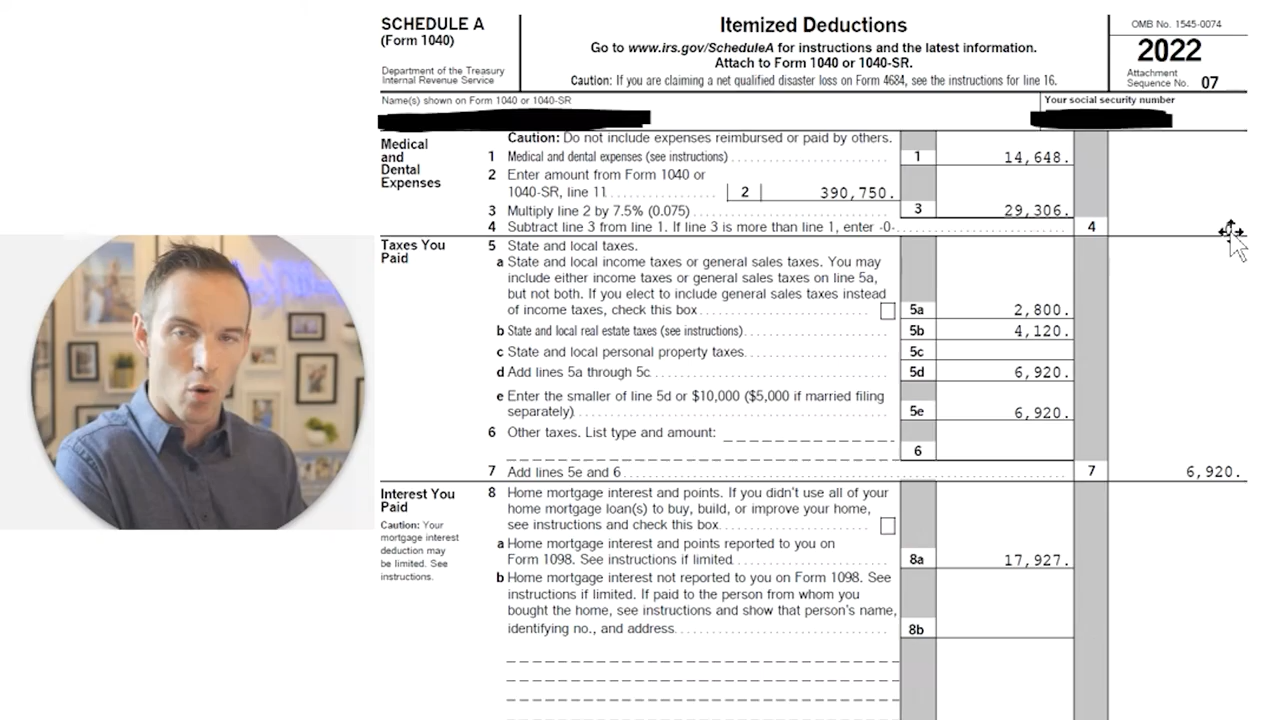 SCHEDULE A
(Form 1040)
Department of the Treasury
Internal Revenue Service
Itemized Deductions
Go to www.irs.gov/ScheduleA for instructions and the latest information.
Attach to Form 1040 or 1040-SR.
Caution: If you are claiming a net qualified disaster loss on Form 4684, see the instructions for line 16.
OMB No. 1545-0074
2022
Attachment
Sequence No. 07
Name(s) shown on Form 1040 or 1040-SR
Your social security number
Medical
and
Dental
Expenses
Caution: Do not include expenses reimbursed or paid by others.
1 Medical and dental expenses (see instructions) 1 14,648.
2 Enter amount from Form 1040 or
1040-SR, line 11 2 390,750.
3 Multiply line 2 by 7.5% (0.075) 3 29,306.
4 Subtract line 3 from line 1. If line 3 is more than line 1, enter -0- 4
Taxes You
Paid
5 State and local taxes.
a State and local income taxes or general sales taxes. You may
include either income taxes or general sales taxes on line 5a,
but not both. If you elect to include general sales taxes instead
of income taxes, check this box 5a 2,800.
b State and local real estate taxes (see instructions) 5b 4,120.
c State and local personal property taxes 5c
d Add lines 5a through 5c 5d 6,920.
e Enter the smaller of line 5d or $10,000 ($5,000 if married filing
separately) 5e 6,920.
6 Other taxes. List type and amount:
6
7 Add lines 5e and 6 7 6,920.
Interest You
Paid
Caution: Your
mortgage interest
deduction may
be limited. See
instructions.
8 Home mortgage interest and points. If you didn't use all of your
home mortgage loan(s) to buy, build, or improve your home,
see instructions and check this box
a Home mortgage interest and points reported to you on
Form 1098. See instructions if limited 8a 17,927.
b Home mortgage interest not reported to you on Form 1098. See
instructions if limited. If paid to the person from whom you
bought the home, see instructions and show that person's name,
identifying no., and address 8b